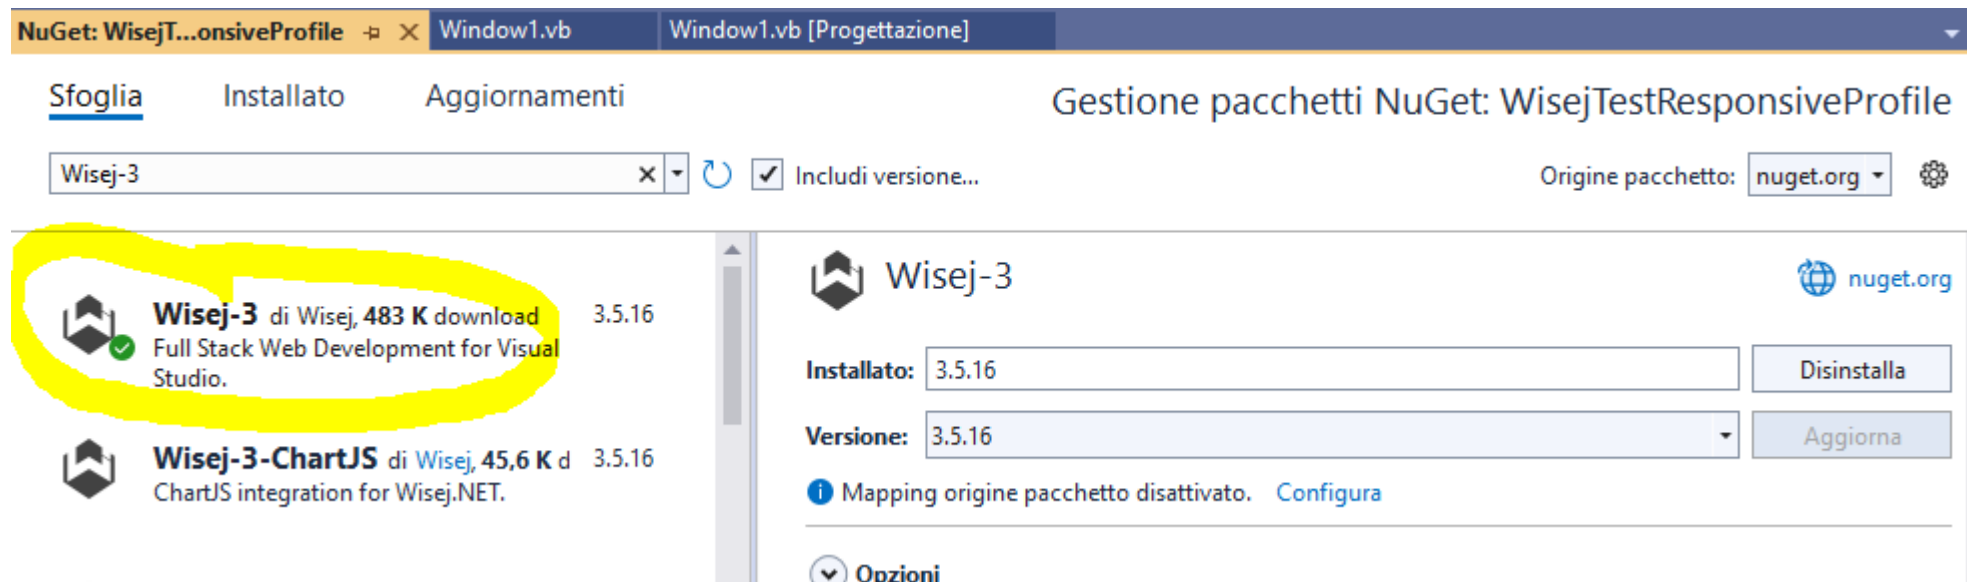 NuGet: WisejT...onsiveProfile Window1.vb Window1.vb [Progettazione]
Sfoglia Installato Aggiornamenti
Gestione pacchetti NuGet: WisejTestResponsiveProfile
Wisej-3
Includi versione...
Origine pacchetto: nuget.org
Wisej-3 di Wisej, 483 K download 3.5.16
Full Stack Web Development for Visual
Studio.
Wisej-3-ChartJS di Wisej, 45,6 K d 3.5.16
ChartJS integration for Wisej.NET.
Wisej-3
nuget.org
Installato: 3.5.16 Disinstalla
Versione: 3.5.16 Aggiorna
Mapping origine pacchetto disattivato. Configura
Opzioni